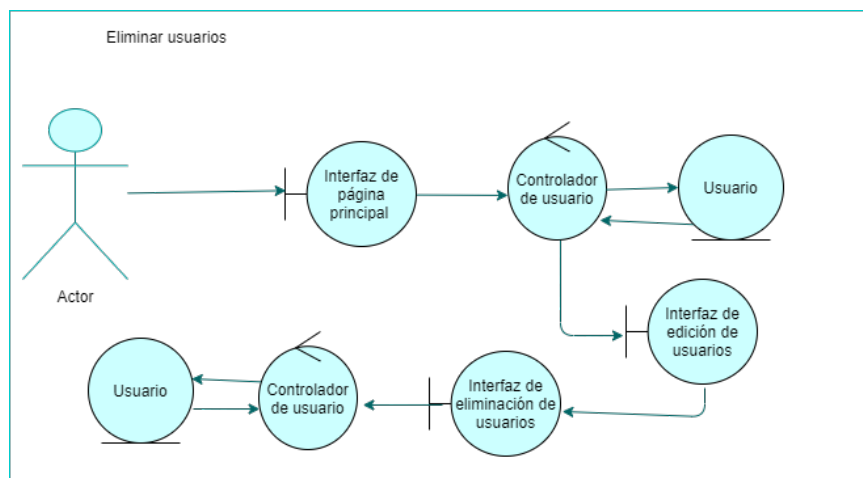 Eliminar usuarios
Interfaz de
página
principal
Controlador
de usuario
Usuario
Actor
Interfaz de
edición de
usuarios
Usuario
Controlador
de usuario
Interfaz de
eliminación de
usuarios